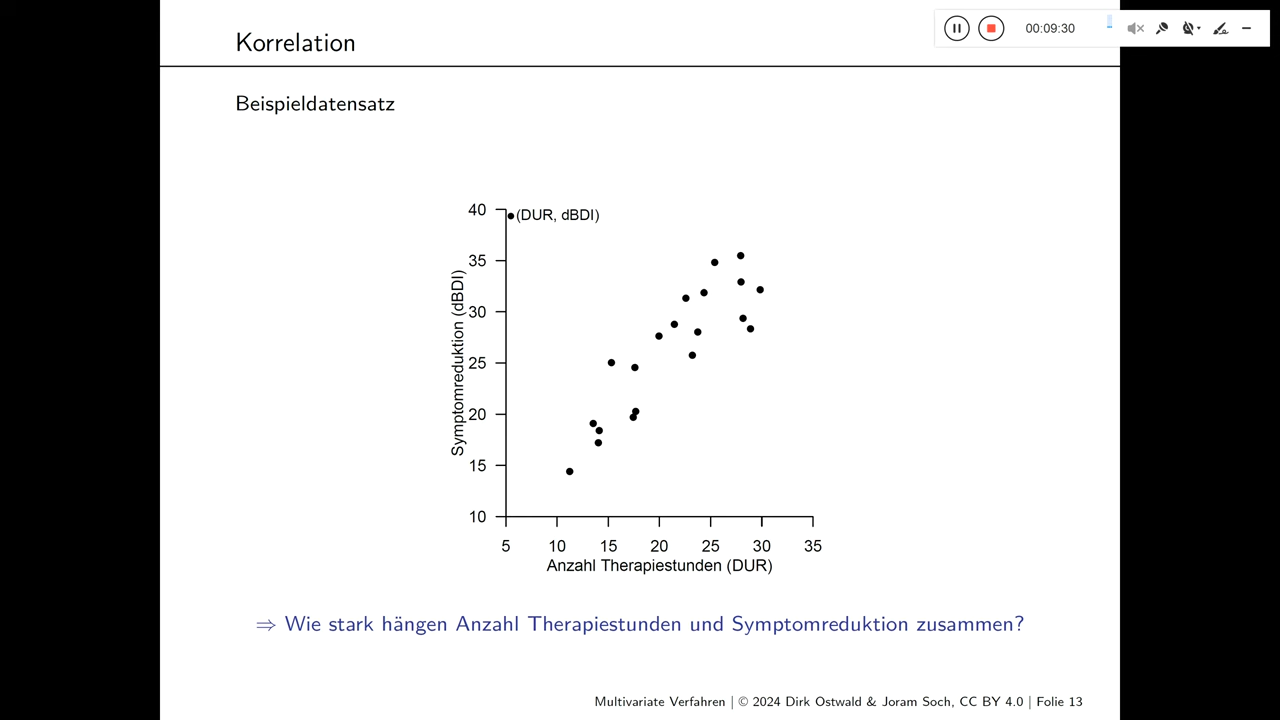 Korrelation
00:09:30
Beispieldatensatz
40
(DUR, dBDI)
35
30
25
20
15
10
Symptomreduktion (dBDI)
5 10 15 20 25 30 35
Anzahl Therapiestunden (DUR)
⇒ Wie stark hängen Anzahl Therapiestunden und Symptomreduktion zusammen?
Multivariate Verfahren | © 2024 Dirk Ostwald & Joram Soch, CC BY 4.0 | Folie 13